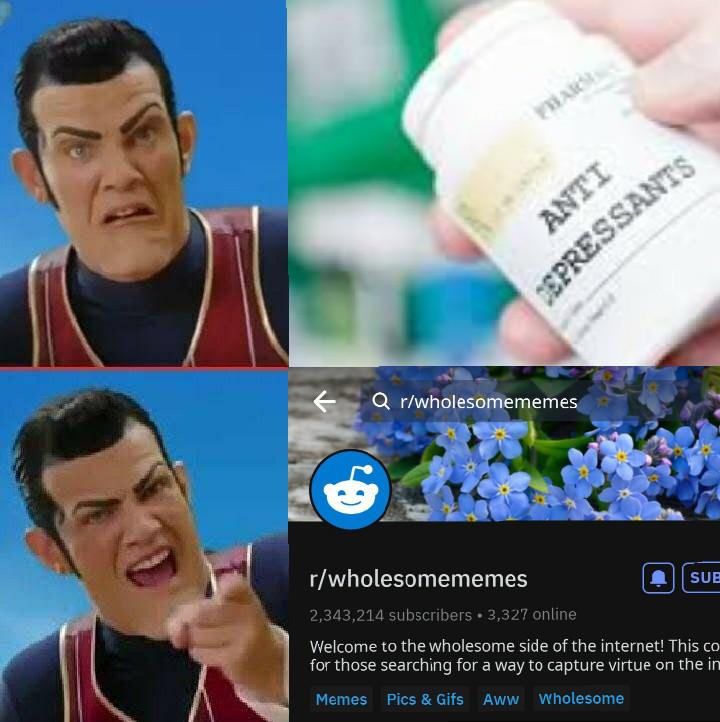 ANTI
DEPRESSANTS
r/wholesomememes
r/wholesomememes
SUB
2,343,214 subscribers • 3,327 online
Welcome to the wholesome side of the internet! This co
for those searching for a way to capture virtue on the in
Memes Pics & Gifs Aww Wholesome